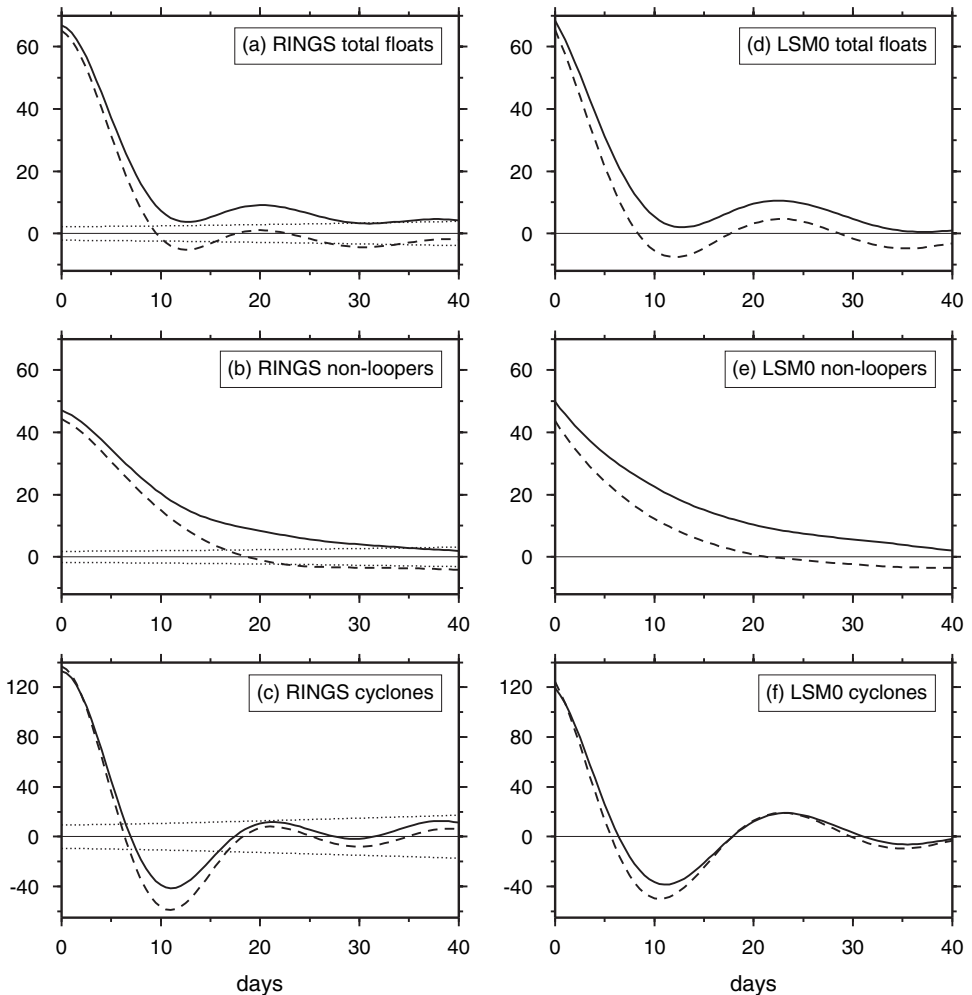 (a) RINGS total floats
60
40
20
0
0 10 20 30 40
(d) LSM0 total floats
60
40
20
0
0 10 20 30 40
(b) RINGS non-loopers
60
40
20
0
0 10 20 30 40
(e) LSM0 non-loopers
60
40
20
0
0 10 20 30 40
(c) RINGS cyclones
120
80
40
0
-40
0 10 20 30 40
days
(f) LSM0 cyclones
120
80
40
0
-40
0 10 20 30 40
days